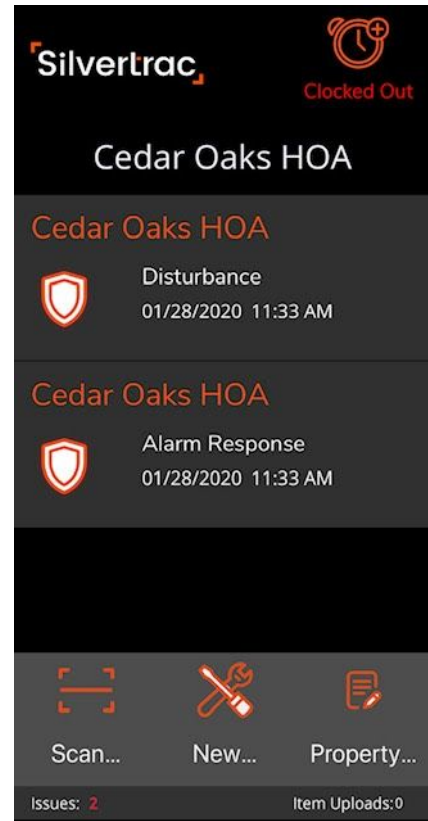 Silvertrac
Clocked Out
Cedar Oaks HOA
Cedar Oaks HOA
Disturbance
01/28/2020 11:33 AM
Cedar Oaks HOA
Alarm Response
01/28/2020 11:33 AM
Scan... New... Property...
Issues: 2 Item Uploads:0